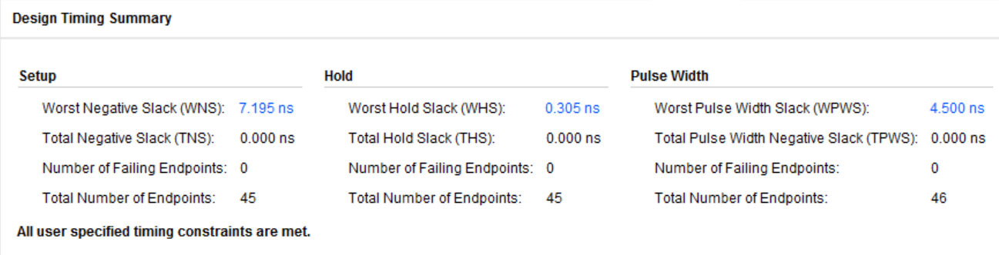 Design Timing Summary
Setup Hold Pulse Width
Worst Negative Slack (WNS): 7.195 ns Worst Hold Slack (WHS): 0.305 ns Worst Pulse Width Slack (WPWS): 4.500 ns
Total Negative Slack (TNS): 0.000 ns Total Hold Slack (THS): 0.000 ns Total Pulse Width Negative Slack (TPWS): 0.000 ns
Number of Failing Endpoints: 0 Number of Failing Endpoints: 0 Number of Failing Endpoints: 0
Total Number of Endpoints: 45 Total Number of Endpoints: 45 Total Number of Endpoints: 46
All user specified timing constraints are met.